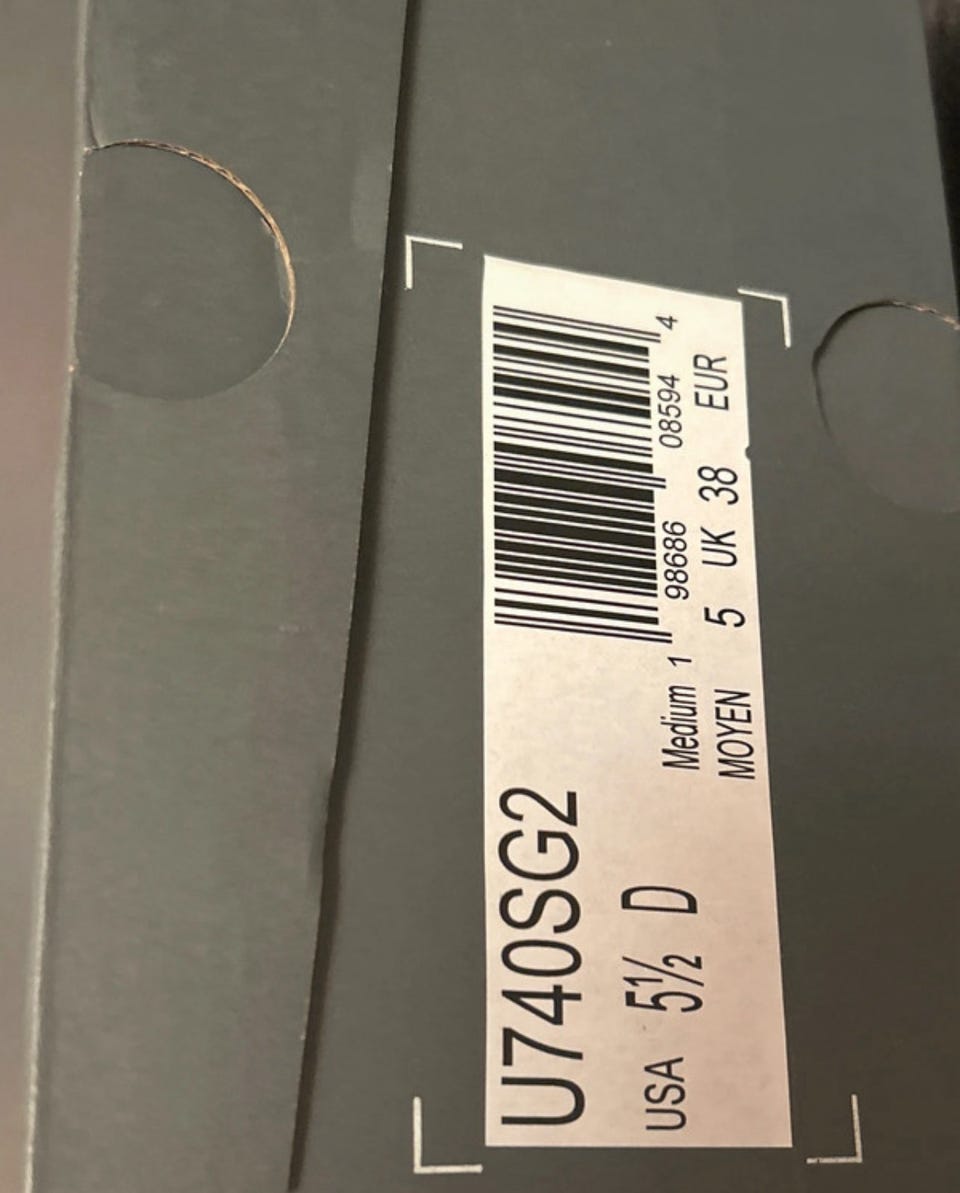 U740SG2
USA 5½ D
Medium
MOYEN 5 UK 38 EUR
1 98686 08594 4